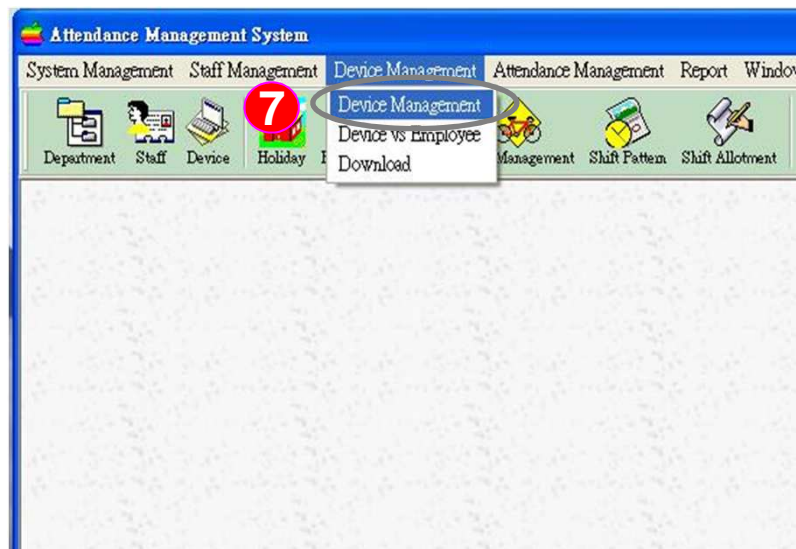 Attendance Management System
System Management Staff Management Device Management Attendance Management Report Window
7
Device Management
Device vs Employee
Download
Department Staff Device Holiday Management Shift Pattern Shift Allotment